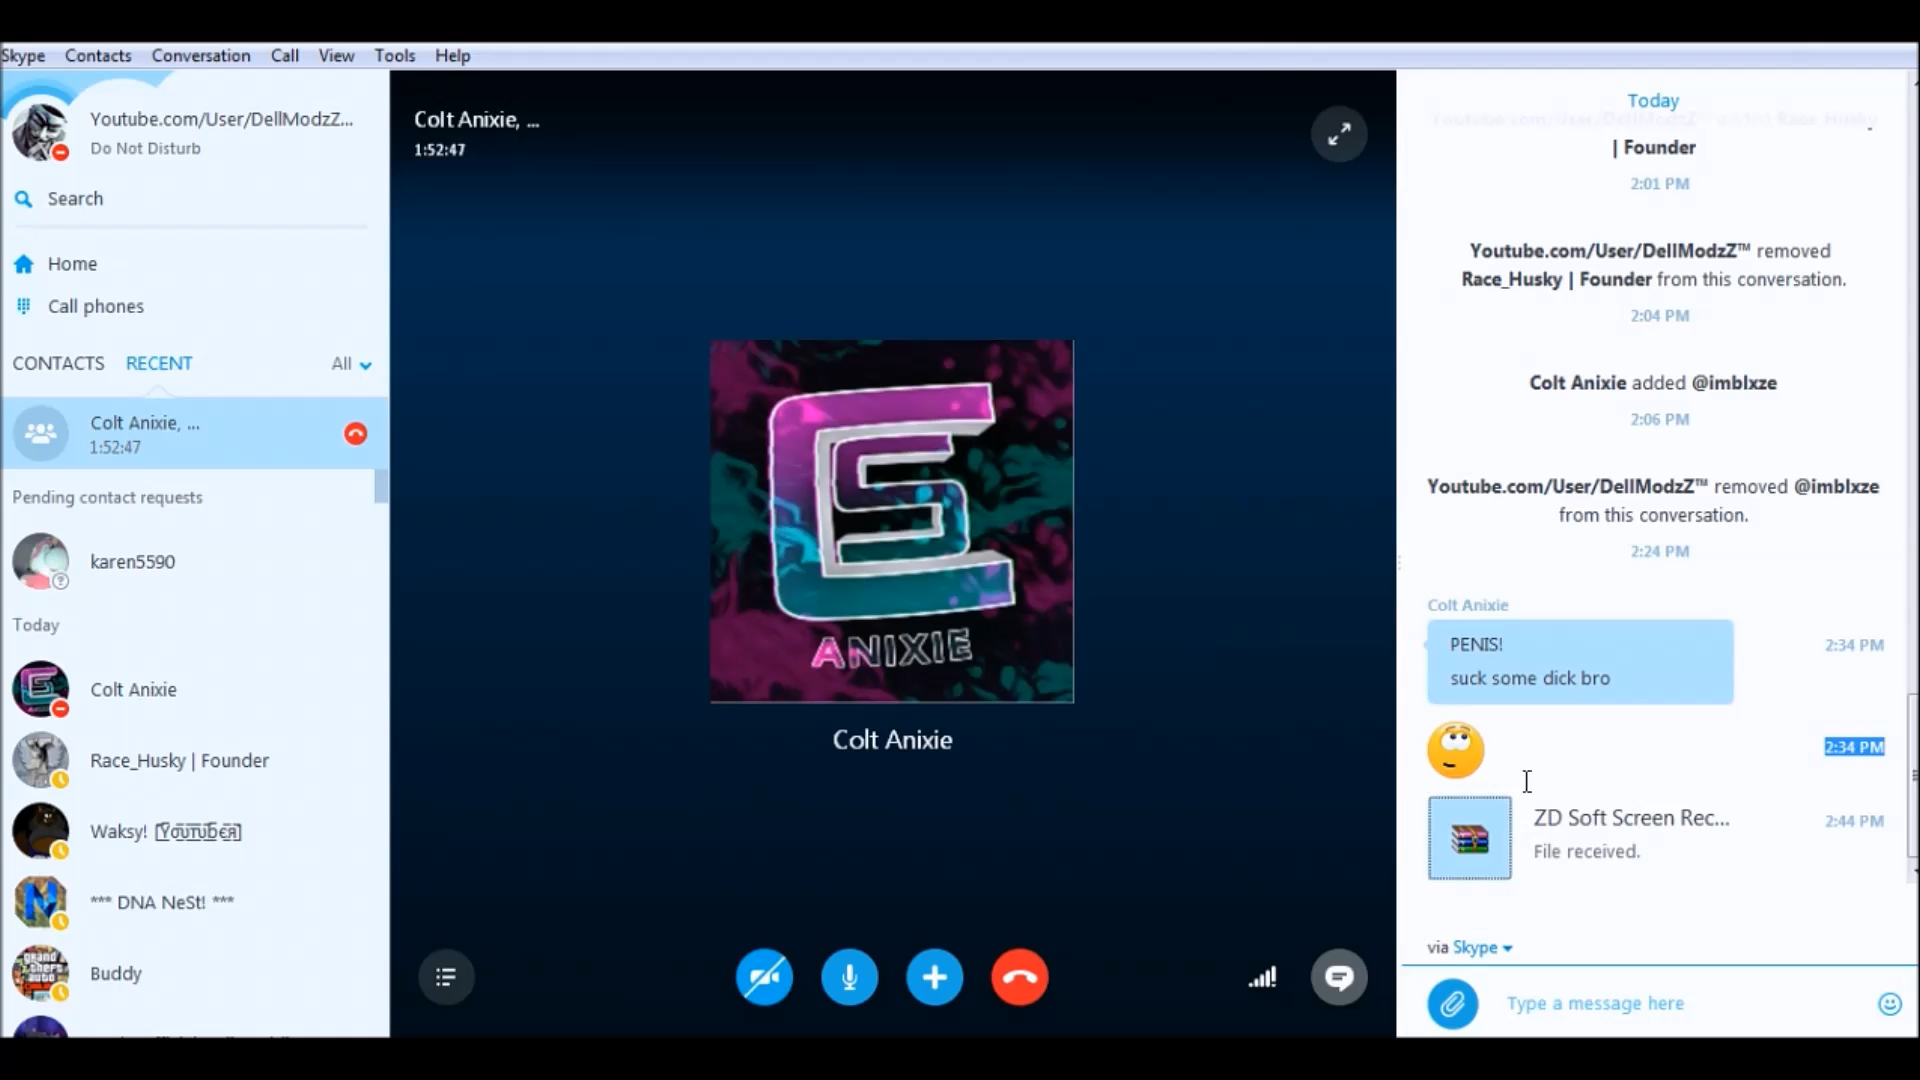 Skype Contacts Conversation Call View Tools Help
Youtube.com/User/DellModzZ...
Do Not Disturb
Search
Home
Call phones
CONTACTS RECENT All
Colt Anixie, ...
1:52:47
Pending contact requests
karen5590
Today
Colt Anixie
Race_Husky | Founder
Waksy!
*** DNA NeSt! ***
Buddy
Colt Anixie, ...
1:52:47
ANIXIE
Colt Anixie
Today
| Founder
2:01 PM
Youtube.com/User/DellModzZ™ removed
Race_Husky | Founder from this conversation.
2:04 PM
Colt Anixie added @imblxze
2:06 PM
Youtube.com/User/DellModzZ™ removed @imblxze
from this conversation.
2:24 PM
Colt Anixie
PENIS! 2:34 PM
suck some dick bro
2:34 PM
ZD Soft Screen Rec... 2:44 PM
File received.
via Skype
Type a message here